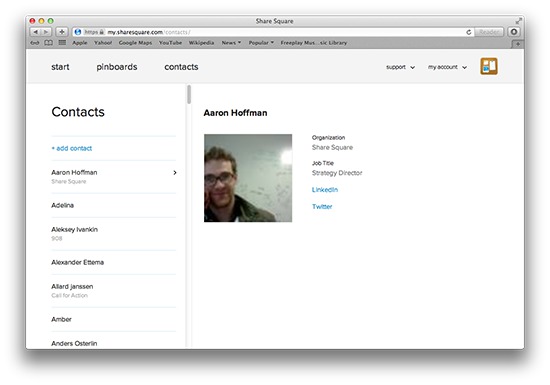 Share Square
https my.sharesquare.com/contacts/
Reader
Apple Yahoo! Google Maps YouTube Wikipedia News Popular Freeplay Mus...sic Library
start pinboards contacts support my account
Contacts
+ add contact
Aaron Hoffman
Share Square
Adelina
Aleksey Ivankin
908
Alexander Ettema
Allard janssen
Call for Action
Amber
Anders Osterlin
Aaron Hoffman
Organization
Share Square
Job Title
Strategy Director
LinkedIn
Twitter